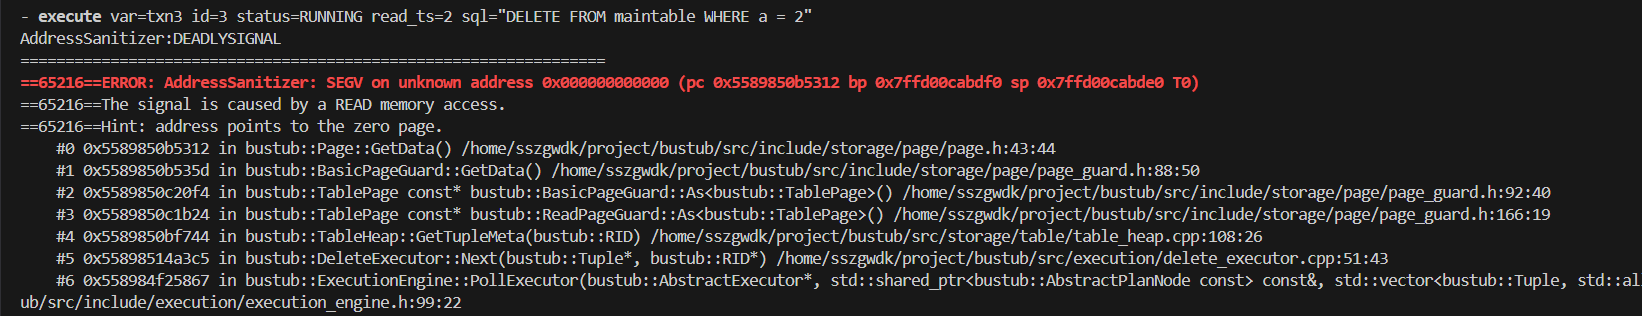 - execute var=txn3 id=3 status=RUNNING read_ts=2 sql="DELETE FROM maintable WHERE a = 2"
AddressSanitizer:DEADLYSIGNAL
=================================================================
==65216==ERROR: AddressSanitizer: SEGV on unknown address 0x000000000000 (pc 0x5589850b5312 bp 0x7ffd00cabdf0 sp 0x7ffd00cabde0 T0)
==65216==The signal is caused by a READ memory access.
==65216==Hint: address points to the zero page.
#0 0x5589850b5312 in bustub::Page::GetData() /home/sszgwdk/project/bustub/src/include/storage/page/page.h:43:44
#1 0x5589850b535d in bustub::BasicPageGuard::GetData() /home/sszgwdk/project/bustub/src/include/storage/page/page_guard.h:88:50
#2 0x5589850c20f4 in bustub::TablePage const* bustub::BasicPageGuard::As<bustub::TablePage>() /home/sszgwdk/project/bustub/src/include/storage/page/page_guard.h:92:40
#3 0x5589850c1b24 in bustub::TablePage const* bustub::ReadPageGuard::As<bustub::TablePage>() /home/sszgwdk/project/bustub/src/include/storage/page/page_guard.h:166:19
#4 0x5589850bf744 in bustub::TableHeap::GetTupleMeta(bustub::RID) /home/sszgwdk/project/bustub/src/storage/table/table_heap.cpp:108:26
#5 0x55898514a3c5 in bustub::DeleteExecutor::Next(bustub::Tuple*, bustub::RID*) /home/sszgwdk/project/bustub/src/execution/delete_executor.cpp:51:43
#6 0x558984f25867 in bustub::ExecutionEngine::PollExecutor(bustub::AbstractExecutor*, std::shared_ptr<bustub::AbstractPlanNode const> const&, std::vector<bustub::Tuple, std::al
ub/src/include/execution/execution_engine.h:99:22